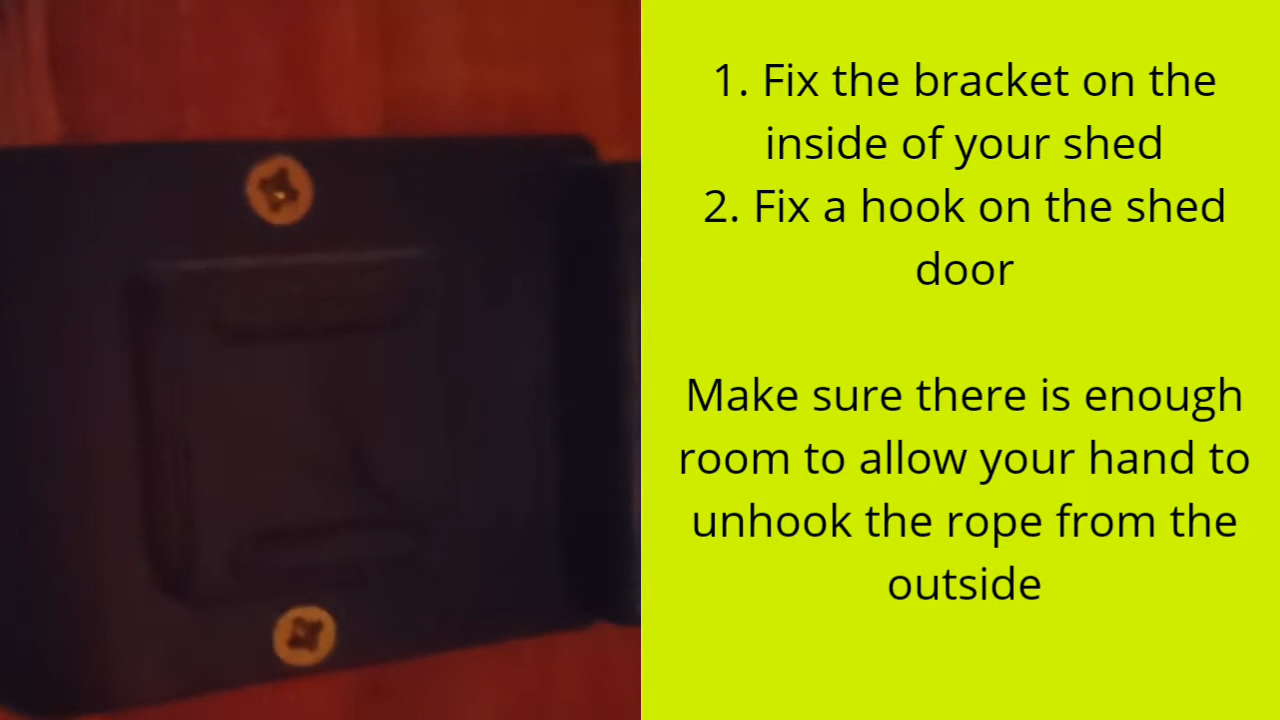 1. Fix the bracket on the
inside of your shed
2. Fix a hook on the shed
door
Make sure there is enough
room to allow your hand to
unhook the rope from the
outside